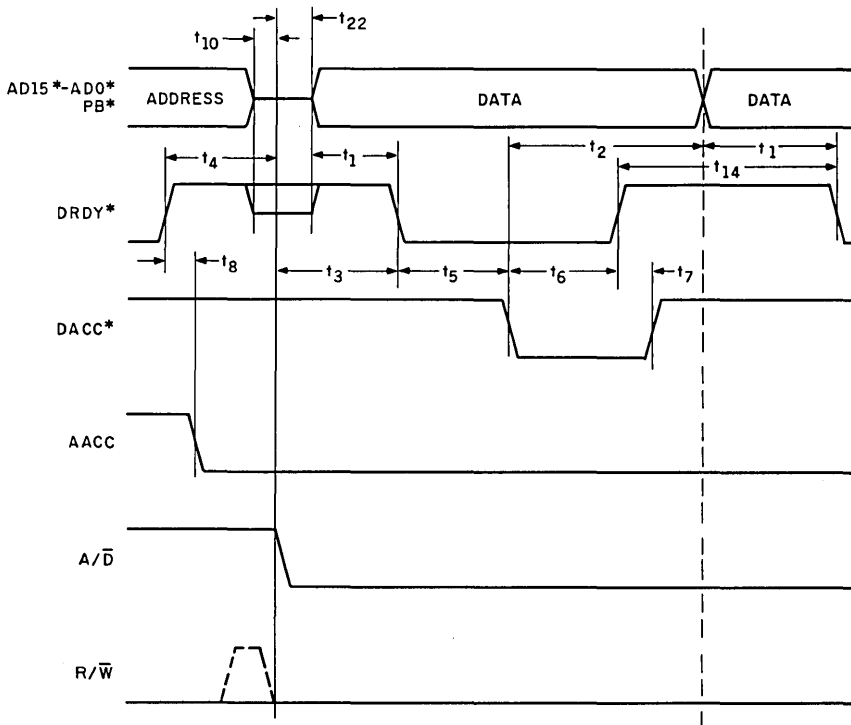 t10
t22
AD15*-AD0*
PB*
ADDRESS
DATA
DATA
t4
t1
t2
t1
t14
DRDY*
t8
t3
t5
t6
t7
DACC*
AACC
A/D̅
R/W̅